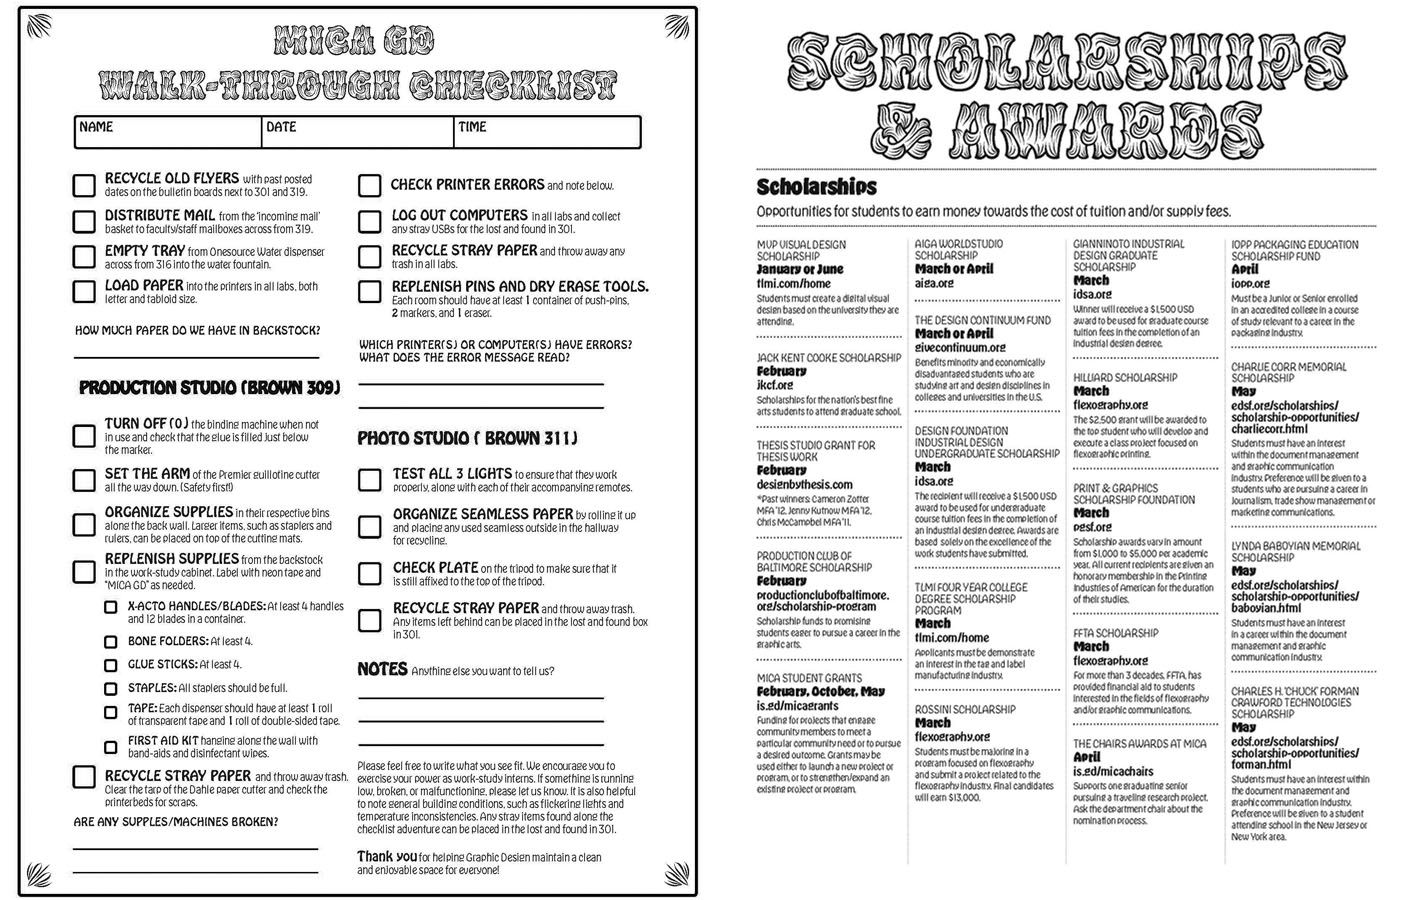 MICA GD
WALK-THROUGH CHECKLIST
NAME
DATE
TIME
RECYCLE OLD FLYERS with past posted
dates on the bulletin boards next to 301 and 319.
DISTRIBUTE MAIL from the 'incoming mail'
basket to faculty/staff mailboxes across from 319.
EMPTY TRAY from Onesource Water dispenser
across from 316 into the water fountain.
LOAD PAPER into the printers in all labs, both
letter and tabloid size.
HOW MUCH PAPER DO WE HAVE IN BACKSTOCK?
PRODUCTION STUDIO (BROWN 309)
TURN OFF (O) the binding machine when not
in use and check that the glue is filled just below
the marker.
SET THE ARM of the Premier guillotine cutter
all the way down. (Safety first!)
ORGANIZE SUPPLIES in their respective bins
along the back wall. Larger items, such as staplers and
rulers, can be placed on top of the cutting mats.
REPLENISH SUPPLIES from the backstock
in the work-study cabinet. Label with neon tape and
"MICA GD" as needed.
X-ACTO HANDLES/BLADES: At least 4 handles
and 12 blades in a container.
BONE FOLDERS: At least 4.
GLUE STICKS: At least 4.
STAPLES: All staplers should be full.
TAPE: Each dispenser should have at least 1 roll
of transparent tape and 1 roll of double-sided tape.
FIRST AID KIT hanging along the wall with
band-aids and disinfectant wipes.
RECYCLE STRAY PAPER and throw away trash.
Clear the tarp of the Dahle paper cutter and check the
printerbeds for scraps.
ARE ANY SUPPLES/MACHINES BROKEN?
CHECK PRINTER ERRORS and note below.
LOG OUT COMPUTERS in all labs and collect
any stray USBs for the lost and found in 301.
RECYCLE STRAY PAPER and throw away any
trash in all labs.
REPLENISH PINS AND DRY ERASE TOOLS.
Each room should have at least 1 container of push-pins,
2 markers, and 1 eraser.
WHICH PRINTER(S) OR COMPUTER(S) HAVE ERRORS?
WHAT DOES THE ERROR MESSAGE READ?
PHOTO STUDIO ( BROWN 311)
TEST ALL 3 LIGHTS to ensure that they work
properly, along with each of their accompanying remotes.
ORGANIZE SEAMLESS PAPER by rolling it up
and placing any used seamless outside in the hallway
for recycling.
CHECK PLATE on the tripod to make sure that it
is still affixed to the top of the tripod.
RECYCLE STRAY PAPER and throw away trash.
Any items left behind can be placed in the lost and found box
in 301.
NOTES Anything else you want to tell us?
Please feel free to write what you see fit. We encourage you to
exercise your power as work-study interns. If something is running
low, broken, or malfunctioning, please let us know. It is also helpful
to note general building conditions, such as flickering lights and
temperature inconsistencies. Any stray items found along the
checklist adventure can be placed in the lost and found in 301.
Thank you for helping Graphic Design maintain a clean
and enjoyable space for everyone!
SCHOLARSHIPS
& AWARDS
Scholarships
Opportunities for students to earn money towards the cost of tuition and/or supply fees.
MVP VISUAL DESIGN
SCHOLARSHIP
January or June
tlmi.com/home
Students must create a digital visual
design based on the university they are
attending.
JACK KENT COOKE SCHOLARSHIP
February
jkcf.org
Scholarships for the nation's best fine
arts students to attend graduate school.
THESIS STUDIO GRANT FOR
THESIS WORK
February
designbythesis.com
*Past winners: Cameron Zotter
MFA '12, Jenny Kutnow MFA '12,
Chris McCampbel MFA '11.
PRODUCTION CLUB OF
BALTIMORE SCHOLARSHIP
February
productionclubofbaltimore.
org/scholarship-program
Scholarship funds to promising
students eager to pursue a career in the
graphic arts.
MICA STUDENT GRANTS
February, October, May
is.gd/micagrants
Funding for projects that engage
community members to meet a
particular community need or to pursue
a desired outcome. Grants may be
used either to launch a new project or
program, or to strengthen/expand an
existing project or program.
AIGA WORLDSTUDIO
SCHOLARSHIP
March or April
aiga.org
THE DESIGN CONTINUUM FUND
March or April
givecontinuum.org
Benefits minority and economically
disadvantaged students who are
studying art and design disciplines in
colleges and universities in the U.S.
DESIGN FOUNDATION
INDUSTRIAL DESIGN
UNDERGRADUATE SCHOLARSHIP
March
idsa.org
The recipient will receive a $1,500 USD
award to be used for undergraduate
course tuition fees in the completion of
an industrial design degree. Awards are
based solely on the excellence of the
work students have submitted.
TLMI FOUR YEAR COLLEGE
DEGREE SCHOLARSHIP
PROGRAM
March
tlmi.com/home
Applicants must be demonstrate
an interest in the tag and label
manufacturing industry.
ROSSINI SCHOLARSHIP
March
flexography.org
Students must be majoring in a
program focused on flexography
and submit a project related to the
flexography industry. Final candidates
will earn $13,000.
GIANNINOTO INDUSTRIAL
DESIGN GRADUATE
SCHOLARSHIP
March
idsa.org
Winner will receive a $1,500 USD
award to be used for graduate course
tuition fees in the completion of an
industrial design degree.
HILLIARD SCHOLARSHIP
March
flexography.org
The $2,500 grant will be awarded to
the top student who will develop and
execute a class project focused on
flexographic printing.
PRINT & GRAPHICS
SCHOLARSHIP FOUNDATION
March
pgsf.org
Scholarship awards vary in amount
from $1,000 to $5,000 per academic
year. All current recipients are given an
honorary membership in the Printing
Industries of American for the duration
of their studies.
FFTA SCHOLARSHIP
March
flexography.org
For more than 3 decades, FFTA, has
provided financial aid to students
interested in the fields of flexography
and/or graphic communications.
THE CHAIRS AWARDS AT MICA
April
is.gd/micachairs
Supports one graduating senior
pursuing a traveling research project.
Ask the department chair about the
nomination process.
IOPP PACKAGING EDUCATION
SCHOLARSHIP FUND
April
iopp.org
Must be a Junior or Senior enrolled
in an accredited college in a course
of study relevant to a career in the
packaging industry.
CHARLIE CORR MEMORIAL
SCHOLARSHIP
May
edsf.org/scholarships/
scholarship-opportunities/
charliecorr.html
Students must have an interest
within the document management
and graphic communication
industry. Preference will be given to a
students who are pursuing a career in
Journalism, trade show management or
marketing communications.
LYNDA BABOYIAN MEMORIAL
SCHOLARSHIP
May
edsf.org/scholarships/
scholarship-opportunities/
babovian.html
Students must have an interest
in a career within the document
management and graphic
communication industry.
CHARLES H. 'CHUCK' FORMAN
CRAWFORD TECHNOLOGIES
SCHOLARSHIP
May
edsf.org/scholarships/
scholarship-opportunities/
forman.html
Students must have an interest within
the document management and
graphic communication industry.
Preference will be given to a student
attending school in the New Jersey or
New York area.